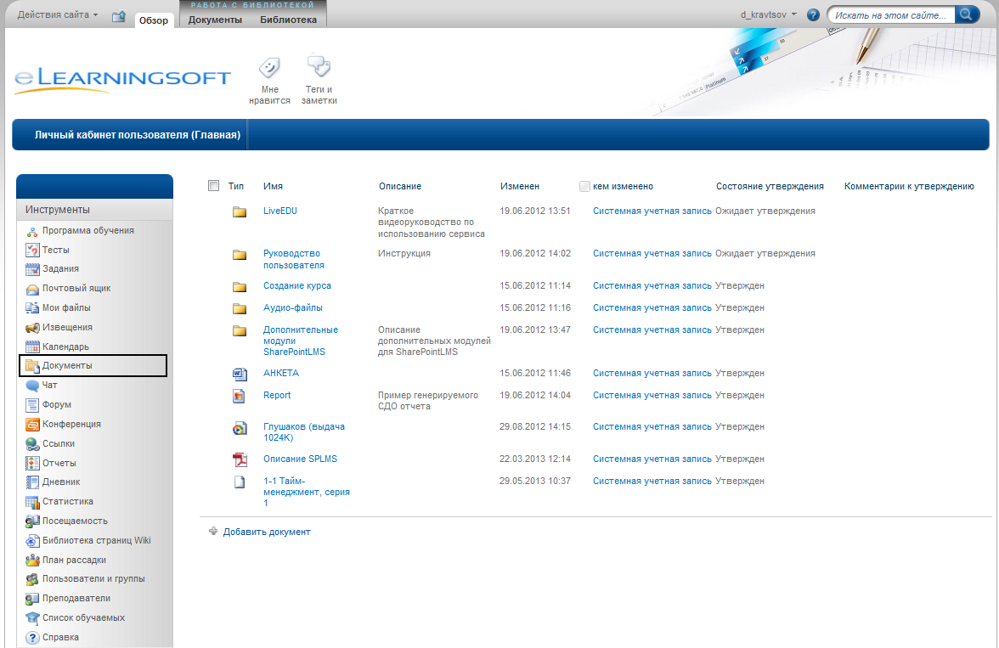 Действия сайта
Обзор
РАБОТА С БИБЛИОТЕКОЙ
Документы Библиотека
d_kravtsov
Искать на этом сайте...
eLEARNINGSOFT
Мне нравится
Теги и заметки
Platinum
Личный кабинет пользователя (Главная)
Инструменты
Программа обучения
Тесты
Задания
Почтовый ящик
Мои файлы
Извещения
Календарь
Документы
Чат
Форум
Конференция
Ссылки
Отчеты
Дневник
Статистика
Посещаемость
Библиотека страниц Wiki
План рассадки
Пользователи и группы
Преподаватели
Список обучаемых
Справка
Тип Имя Описание Изменен кем изменено Состояние утверждения Комментарии к утверждению
LiveEDU Краткое 19.06.2012 13:51 Системная учетная запись Ожидает утверждения
видеоруководство по
использованию сервиса
Руководство Инструкция 19.06.2012 14:02 Системная учетная запись Ожидает утверждения
пользователя
Создание курса 15.06.2012 11:14 Системная учетная запись Утвержден
Аудио-файлы 15.06.2012 11:16 Системная учетная запись Утвержден
Дополнительные Описание 19.06.2012 13:47 Системная учетная запись Утвержден
модули дополнительных модулей
SharePointLMS для SharePointLMS
АНКЕТА 15.06.2012 11:46 Системная учетная запись Утвержден
Report Пример генерируемого 19.06.2012 14:04 Системная учетная запись Утвержден
СДО отчета
Глушаков (выдача 29.08.2012 14:15 Системная учетная запись Утвержден
1024K)
Описание SPLMS 22.03.2013 12:14 Системная учетная запись Утвержден
1-1 Тайм- 29.05.2013 10:37 Системная учетная запись Утвержден
менеджмент, серия
1
Добавить документ